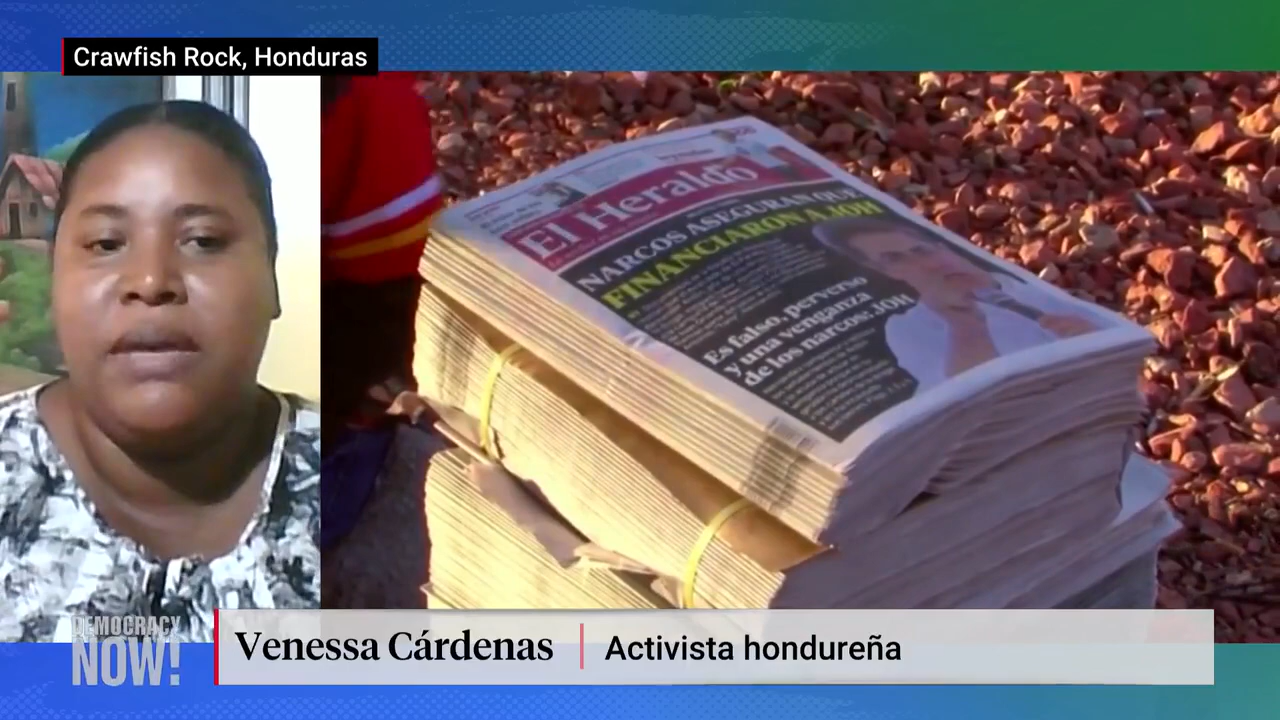 Crawfish Rock, Honduras
El Heraldo
NARCOS ASEGURAN QUE
FINANCIARON A JOH
Es falso, perverso
y una venganza
de los narcos: JOH
DEMOCRACY
NOW!
Venessa Cárdenas
Activista hondureña